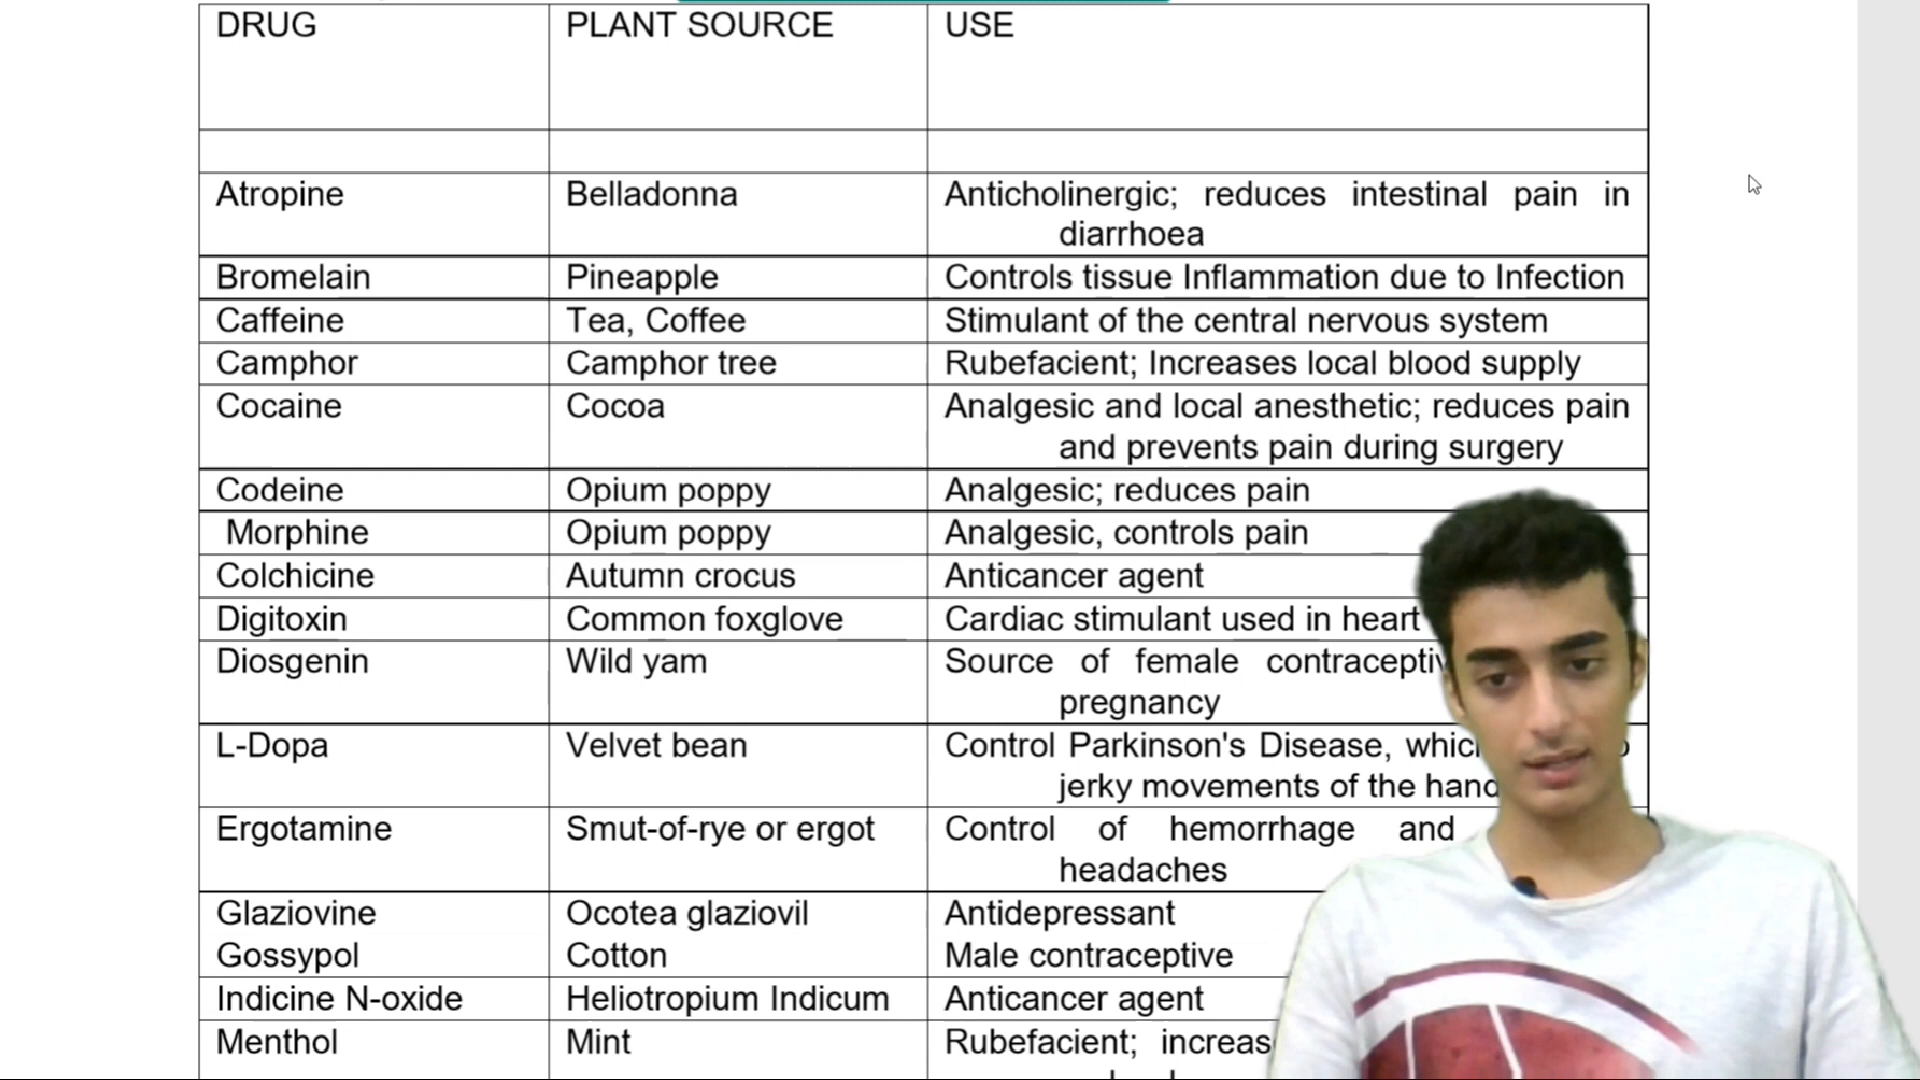 DRUG PLANT SOURCE USE
Atropine Belladonna Anticholinergic; reduces intestinal pain in
diarrhoea
Bromelain Pineapple Controls tissue Inflammation due to Infection
Caffeine Tea, Coffee Stimulant of the central nervous system
Camphor Camphor tree Rubefacient; Increases local blood supply
Cocaine Cocoa Analgesic and local anesthetic; reduces pain
and prevents pain during surgery
Codeine Opium poppy Analgesic; reduces pain
Morphine Opium poppy Analgesic, controls pain
Colchicine Autumn crocus Anticancer agent
Digitoxin Common foxglove Cardiac stimulant used in heart
Diosgenin Wild yam Source of female
pregnancy
L-Dopa Velvet bean Control Parkinson's Disease,
jerky movements of the
Ergotamine Smut-of-rye or ergot Control of hemorrhage and
headaches
Glaziovine Ocotea glaziovil Antidepressant
Gossypol Cotton Male contraceptive
Indicine N-oxide Heliotropium Indicum Anticancer agent
Menthol Mint Rubefacient;